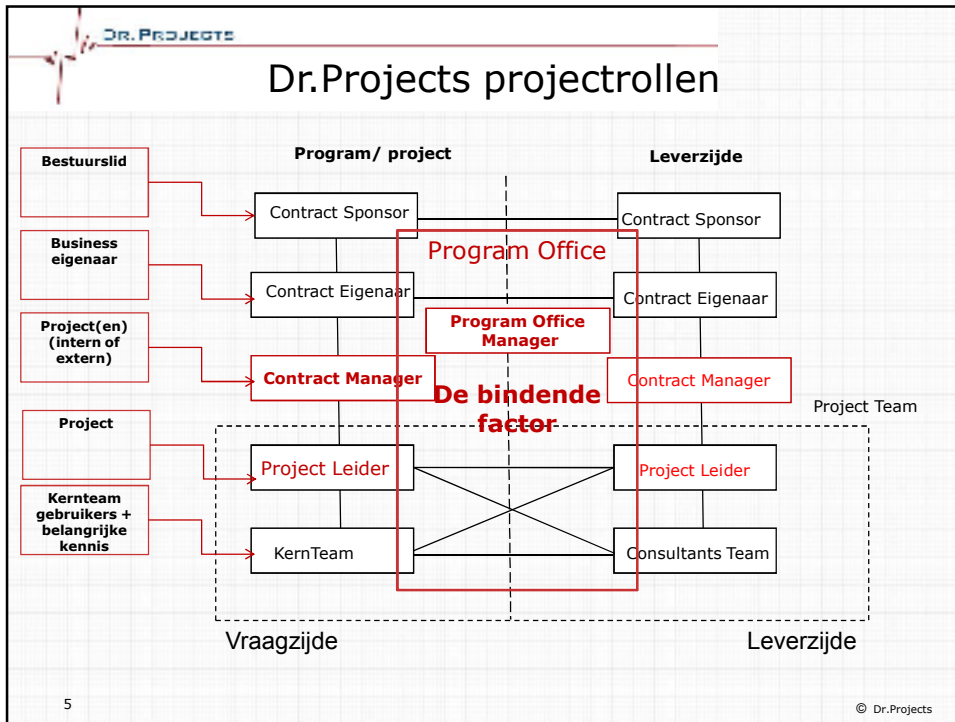 DR. PROJECTS
Dr.Projects projectrollen
Program/ project
Leverzijde
Bestuurslid
Contract Sponsor
Contract Sponsor
Program Office
Business
eigenaar
Contract Eigenaar
Contract Eigenaar
Program Office
Manager
Project(en)
(intern of
extern)
Contract Manager
Contract Manager
De bindende
factor
Project Team
Project
Project Leider
Project Leider
Kernteam
gebruikers +
belangrijke
kennis
KernTeam
Consultants Team
Vraagzijde
Leverzijde
5
© Dr.Projects